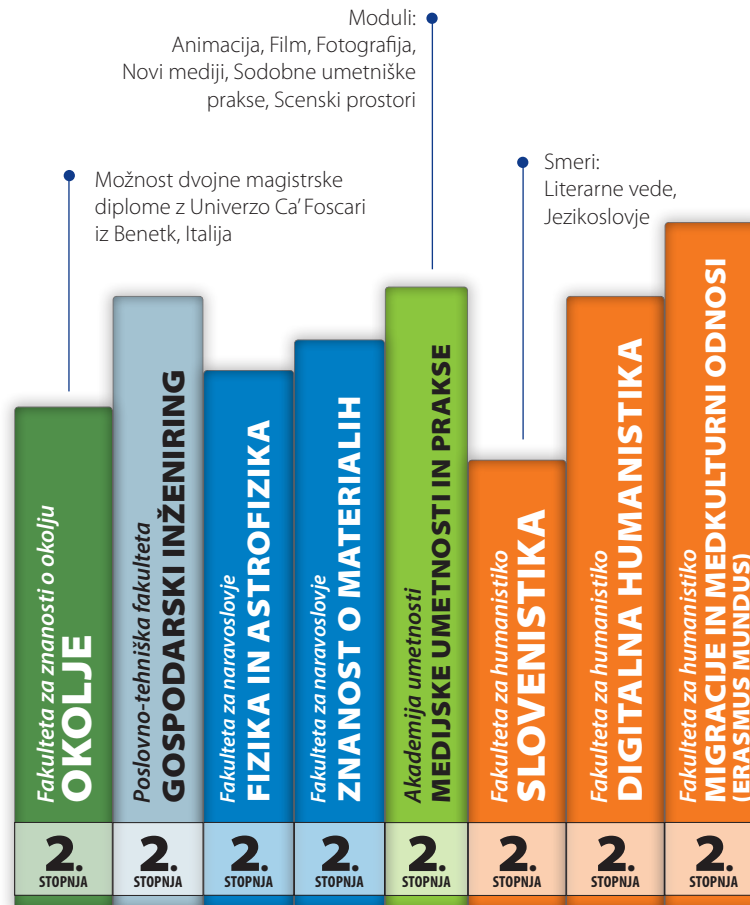 Moduli:
Animacija, Film, Fotografija,
Novi mediji, Sodobne umetniške
prakse, Scenski prostori
Možnost dvojne magistrske
diplome z Univerzo Ca’ Foscari
iz Benetk, Italija
Smeri:
Literarne vede,
Jezikoslovje
Fakulteta za znanosti o okolju
OKOLJE
Poslovno-tehniška fakulteta
GOSPODARSKI INŽENIRING
Fakulteta za naravoslovje
FIZIKA IN ASTROFIZIKA
Fakulteta za naravoslovje
ZNANOST O MATERIALIH
Akademija umetnosti
MEDIJSKE UMETNOSTI IN PRAKSE
Fakulteta za humanistiko
SLOVENISTIKA
Fakulteta za humanistiko
DIGITALNA HUMANISTIKA
Fakulteta za humanistiko
MIGRACIJE IN MEDKULTURNI ODNOSI
(ERASMUS MUNDUS)
2.
STOPNJA
2.
STOPNJA
2.
STOPNJA
2.
STOPNJA
2.
STOPNJA
2.
STOPNJA
2.
STOPNJA
2.
STOPNJA